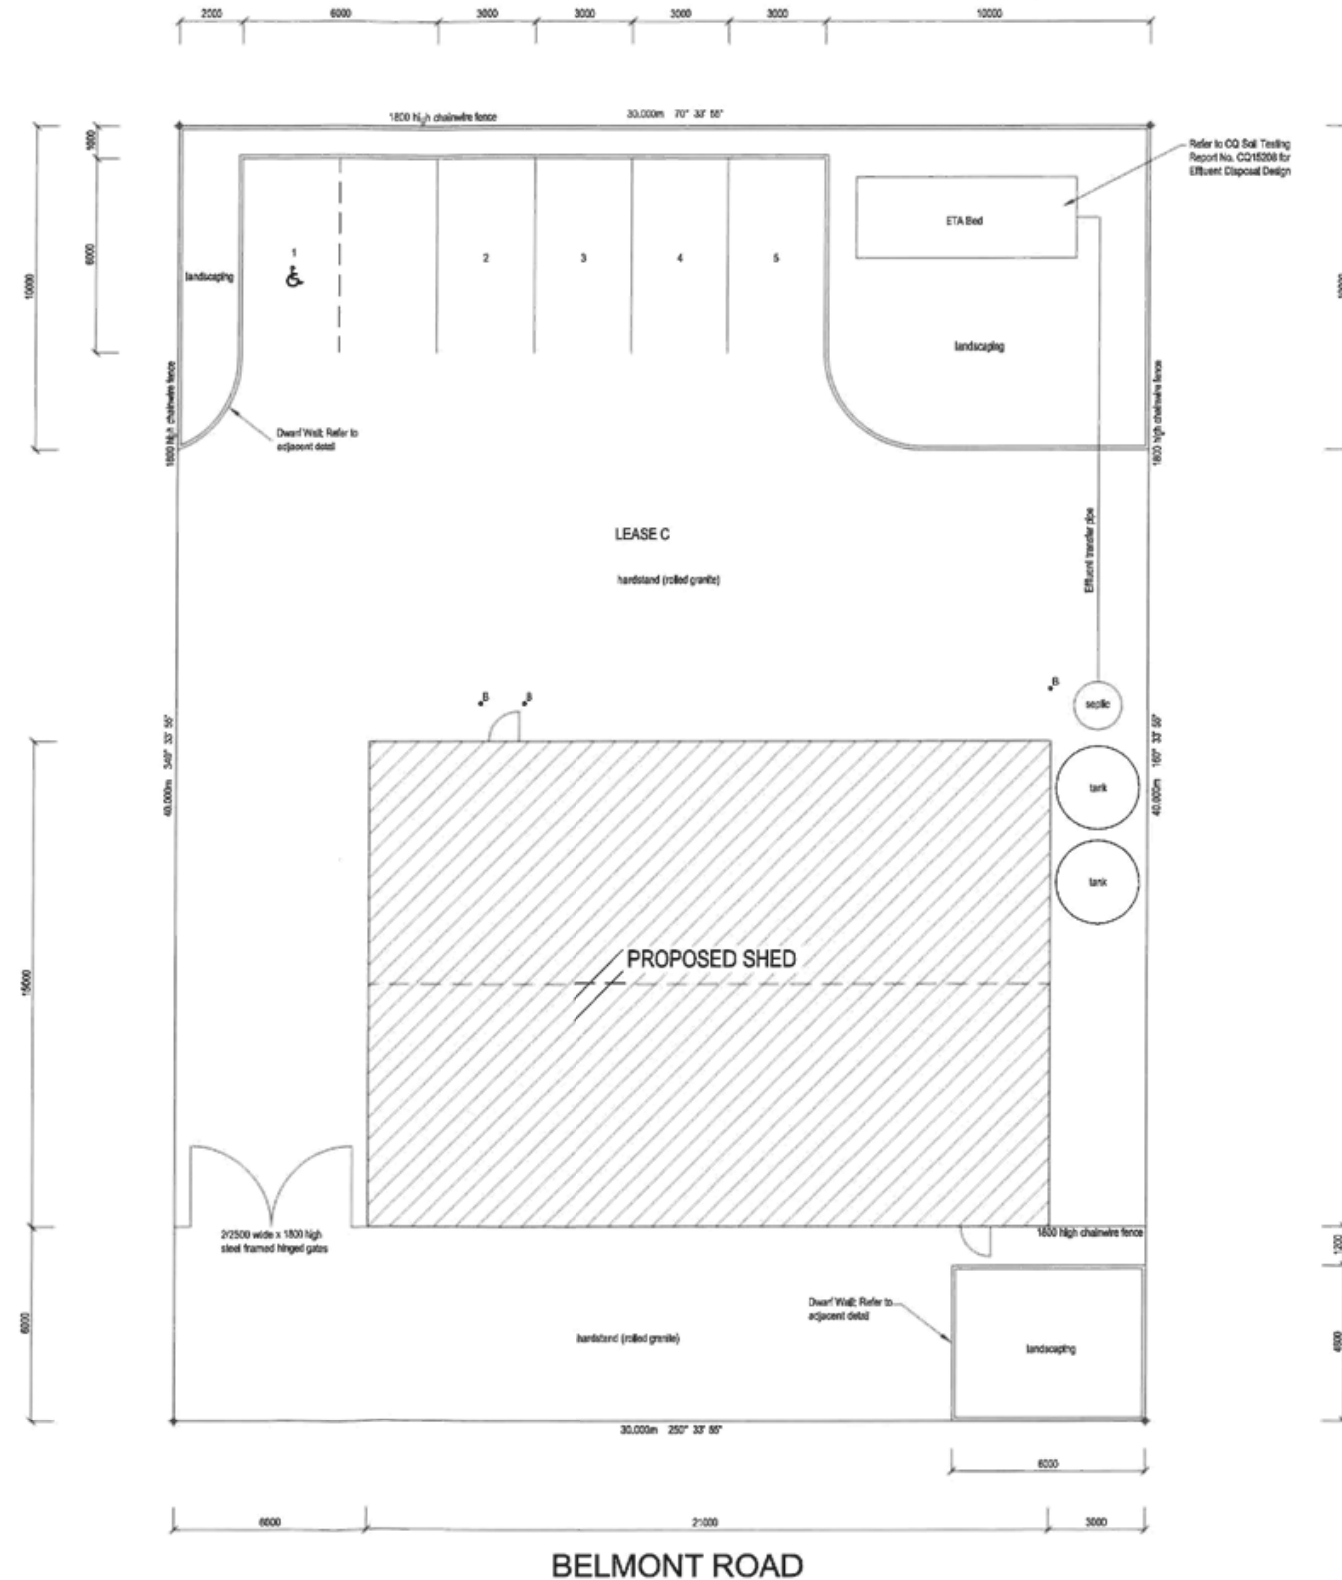 2000 6000 3000 3000 3000 3000 10000
1800 high chainwire fence
30.000m 70° 33' 55"
1000
Refer to CQ Soil Testing
Report No. CQ15208 for
Effluent Disposal Design
ETA Bed
1
2
3
4
5
6000
10000
landscaping
10000
landscaping
1800 high chainwire fence
1800 high chainwire fence
Dwarf Wall; Refer to
adjacent detail
LEASE C
Effluent transfer pipe
hardstand (rolled granite)
B
B
B
septic
40.000m 340° 33' 55"
40.000m 160° 33' 55"
tank
tank
PROPOSED SHED
15000
2/2500 wide x 1800 high
steel framed hinged gates
1800 high chainwire fence
1200
Dwarf Wall; Refer to
adjacent detail
6000
hardstand (rolled granite)
landscaping
4800
30.000m 250° 33' 55"
6000
6000 21000 3000
BELMONT ROAD